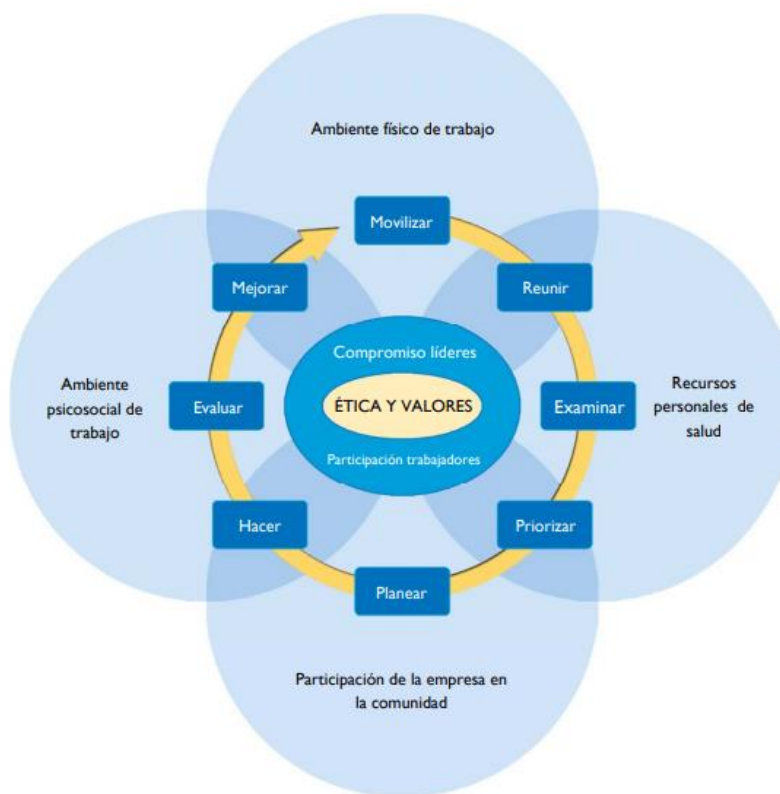 Ambiente físico de trabajo
Movilizar
Mejorar
Reunir
Compromiso líderes
Ambiente
psicosocial de
trabajo
Evaluar
ÉTICA Y VALORES
Examinar
Recursos
personales de
salud
Participación trabajadores
Hacer
Priorizar
Planear
Participación de la empresa en
la comunidad